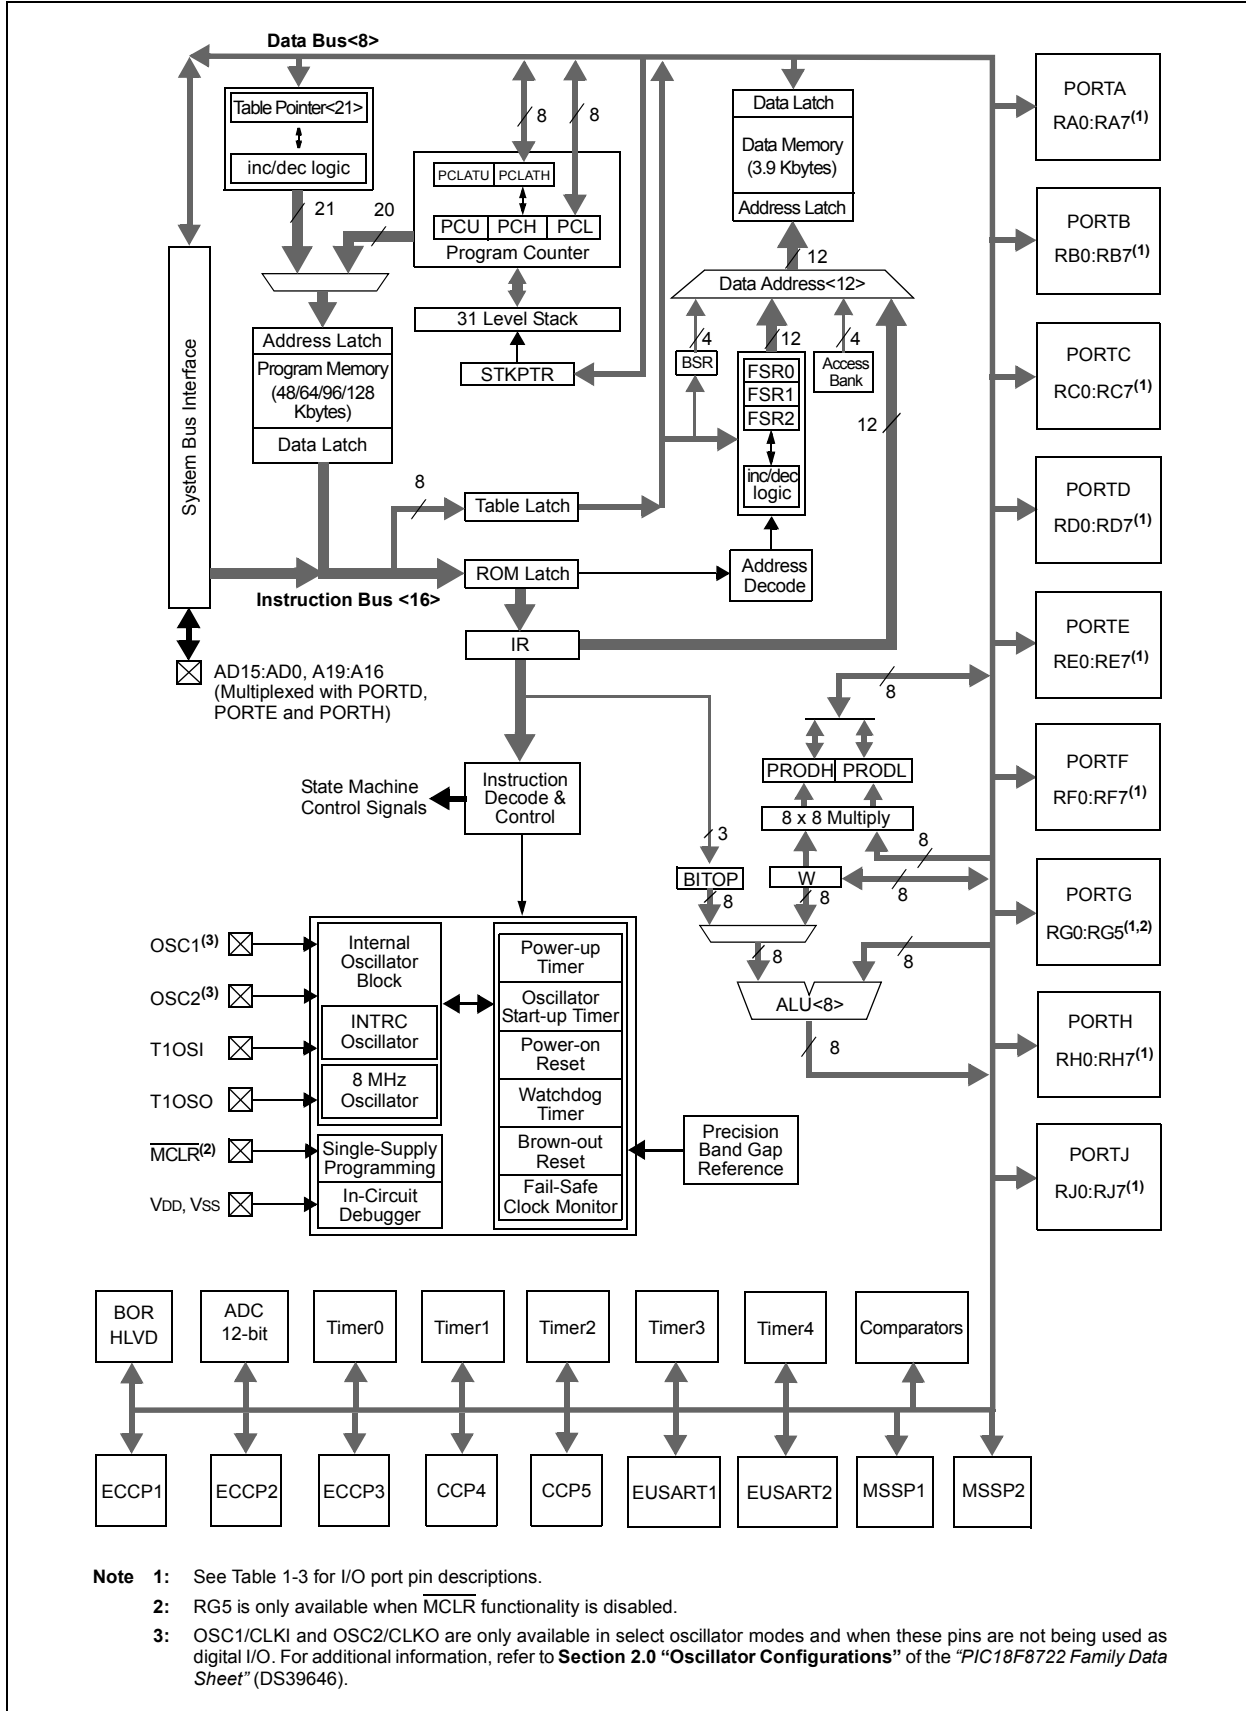 Data Bus<8>
Table Pointer<21>
inc/dec logic
21
20
8
8
PCLATU PCLATH
PCU PCH PCL
Program Counter
31 Level Stack
STKPTR
Data Latch
Data Memory
(3.9 Kbytes)
Address Latch
12
Data Address<12>
4
12
4
BSR
FSR0
FSR1
FSR2
inc/dec
logic
Access
Bank
12
Address
Decode
System Bus Interface
Address Latch
Program Memory
(48/64/96/128
Kbytes)
Data Latch
8
Table Latch
ROM Latch
Instruction Bus <16>
IR
AD15:AD0, A19:A16
(Multiplexed with PORTD,
PORTE and PORTH)
State Machine
Control Signals
Instruction
Decode &
Control
8
PRODH PRODL
8 x 8 Multiply
3
8
BITOP
W
8
8
8
8
8
ALU<8>
8
OSC1(3)
OSC2(3)
T1OSI
T1OSO
MCLR(2)
VDD, VSS
Internal
Oscillator
Block
INTRC
Oscillator
8 MHz
Oscillator
Single-Supply
Programming
In-Circuit
Debugger
Power-up
Timer
Oscillator
Start-up Timer
Power-on
Reset
Watchdog
Timer
Brown-out
Reset
Fail-Safe
Clock Monitor
Precision
Band Gap
Reference
PORTA
RA0:RA7(1)
PORTB
RB0:RB7(1)
PORTC
RC0:RC7(1)
PORTD
RD0:RD7(1)
PORTE
RE0:RE7(1)
PORTF
RF0:RF7(1)
PORTG
RG0:RG5(1,2)
PORTH
RH0:RH7(1)
PORTJ
RJ0:RJ7(1)
BOR
HLVD
ADC
12-bit
Timer0
Timer1
Timer2
Timer3
Timer4
Comparators
ECCP1
ECCP2
ECCP3
CCP4
CCP5
EUSART1
EUSART2
MSSP1
MSSP2
Note 1: See Table 1-3 for I/O port pin descriptions.
2: RG5 is only available when MCLR functionality is disabled.
3: OSC1/CLKI and OSC2/CLKO are only available in select oscillator modes and when these pins are not being used as
digital I/O. For additional information, refer to Section 2.0 “Oscillator Configurations” of the “PIC18F8722 Family Data
Sheet” (DS39646).